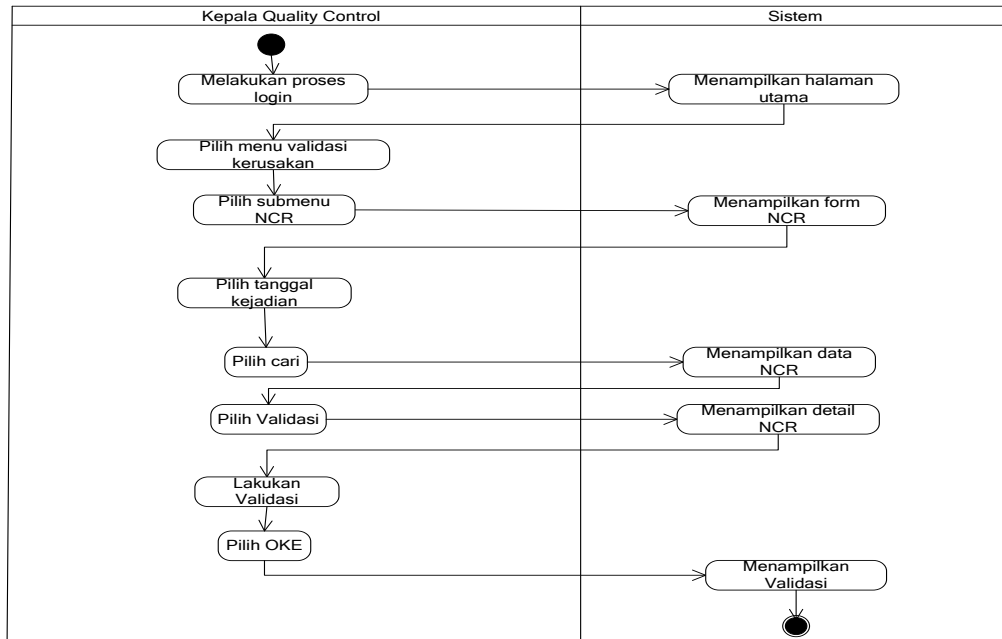 Kepala Quality Control
Sistem
Melakukan proses
login
Menampilkan halaman
utama
Pilih menu validasi
kerusakan
Pilih submenu
NCR
Menampilkan form
NCR
Pilih tanggal
kejadian
Pilih cari
Menampilkan data
NCR
Pilih Validasi
Menampilkan detail
NCR
Lakukan
Validasi
Pilih OKE
Menampilkan
Validasi